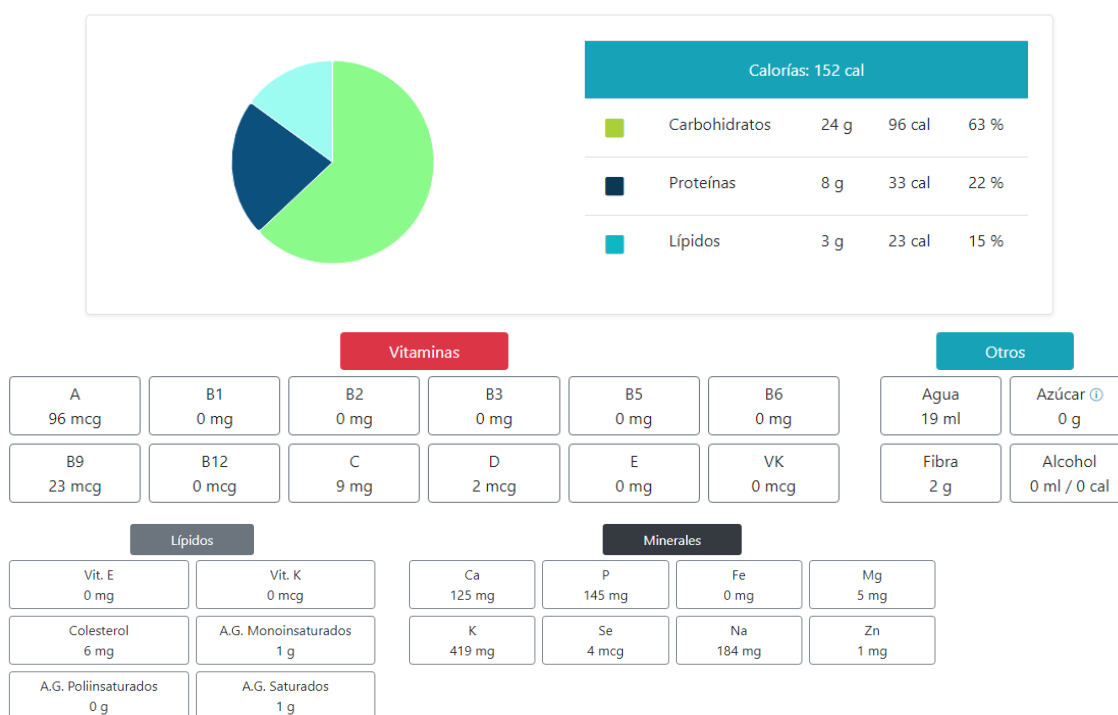 Calorías: 152 cal
Carbohidratos 24 g 96 cal 63 %
Proteínas 8 g 33 cal 22 %
Lípidos 3 g 23 cal 15 %
Vitaminas
A B1 B2 B3 B5 B6
96 mcg 0 mg 0 mg 0 mg 0 mg 0 mg
B9 B12 C D E VK
23 mcg 0 mcg 9 mg 2 mcg 0 mg 0 mcg
Otros
Agua Azúcar ⓘ
19 ml 0 g
Fibra Alcohol
2 g 0 ml / 0 cal
Lípidos
Vit. E Vit. K
0 mg 0 mcg
Colesterol A.G. Monoinsaturados
6 mg 1 g
A.G. Poliinsaturados A.G. Saturados
0 g 1 g
Minerales
Ca P Fe Mg
125 mg 145 mg 0 mg 5 mg
K Se Na Zn
419 mg 4 mcg 184 mg 1 mg